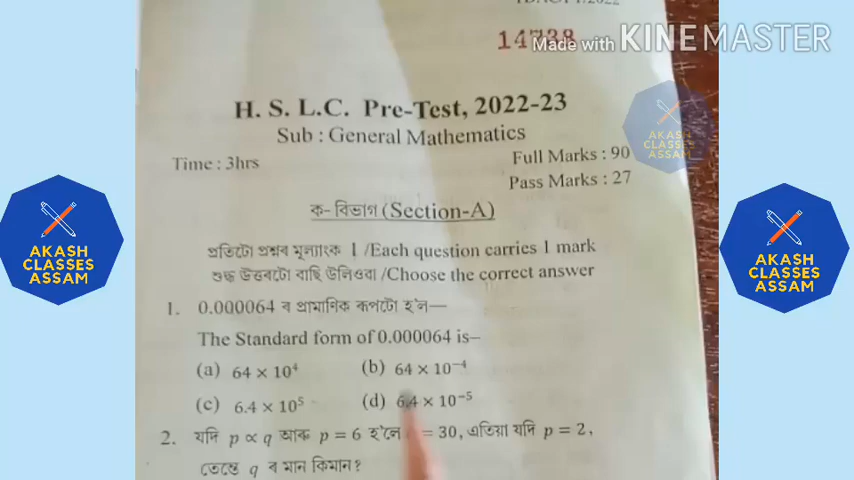 14738
Made with KINEMASTER
H. S. L. C. Pre-Test, 2022-23
Sub : General Mathematics
Time : 3hrs
Full Marks : 90
Pass Marks : 27
ক- বিভাগ (Section-A)
প্ৰতিটো প্ৰশ্নৰ মূল্যাংক 1 /Each question carries 1 mark
শুদ্ধ উত্তৰটো বাছি উলিওৱা /Choose the correct answer
1. 0.000064 ৰ প্ৰামাণিক ৰূপটো হ'ল—
The Standard form of 0.000064 is–
(a) 64 × 10⁴ (b) 64 × 10⁻⁴
(c) 6.4 × 10⁵ (d) 6.4 × 10⁻⁵
2. যদি p ∝ q আৰু p = 6 হ'লে = 30, এতিয়া যদি p = 2,
তেন্তে q ৰ মান কিমান?
AKASH
CLASSES
ASSAM
AKASH
CLASSES
ASSAM
AKASH
CLASSES
ASSAM